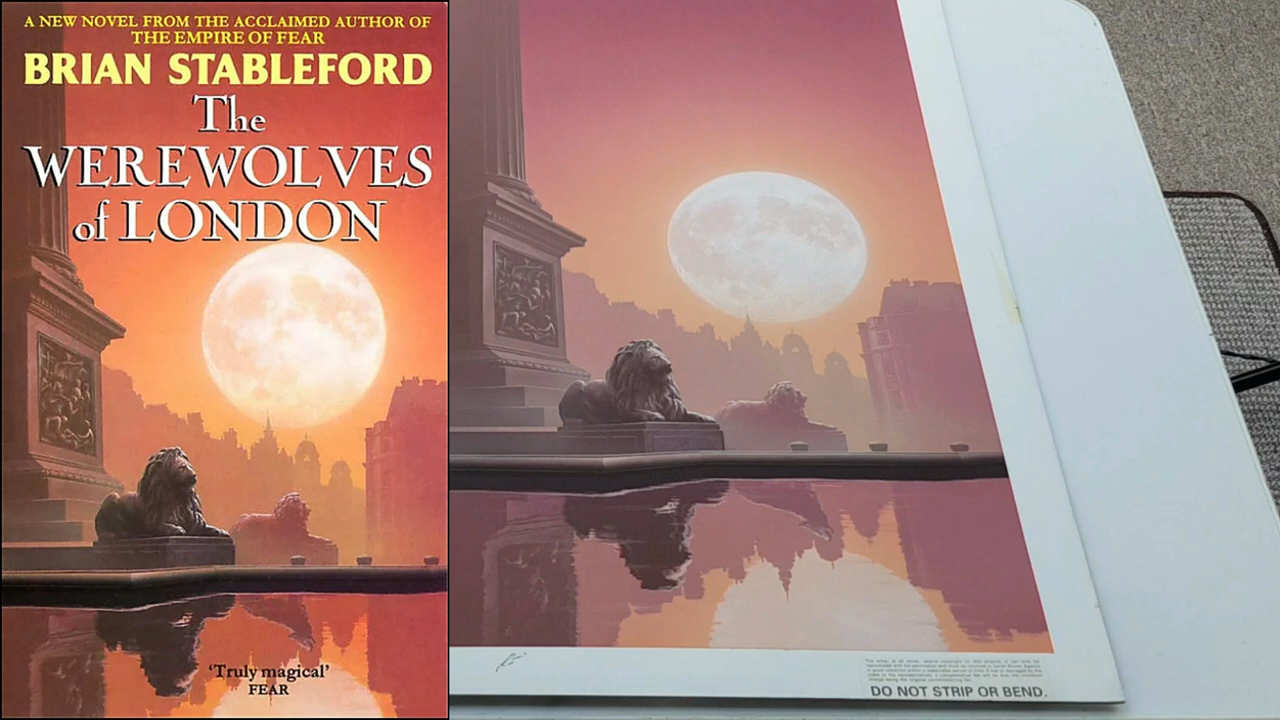 A NEW NOVEL FROM THE ACCLAIMED AUTHOR OF
THE EMPIRE OF FEAR
BRIAN STABLEFORD
The
WEREWOLVES
of LONDON
'Truly magical'
FEAR
DO NOT STRIP OR BEND.